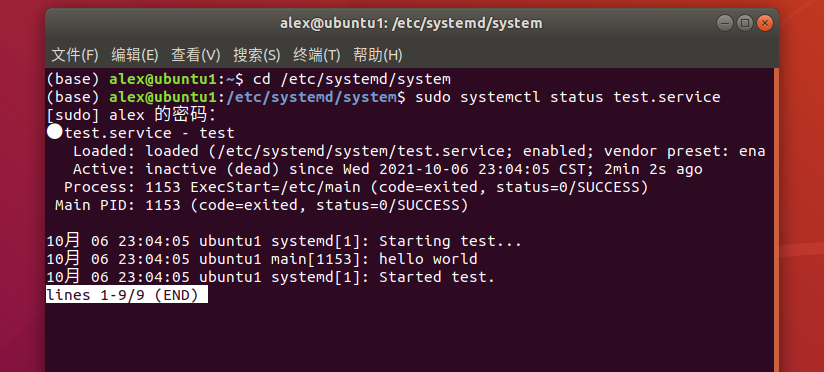 alex@ubuntu1: /etc/systemd/system
文件(F) 编辑(E) 查看(V) 搜索(S) 终端(T) 帮助(H)
(base) alex@ubuntu1:~$ cd /etc/systemd/system
(base) alex@ubuntu1:/etc/systemd/system$ sudo systemctl status test.service
[sudo] alex 的密码：
●test.service - test
   Loaded: loaded (/etc/systemd/system/test.service; enabled; vendor preset: ena
   Active: inactive (dead) since Wed 2021-10-06 23:04:05 CST; 2min 2s ago
  Process: 1153 ExecStart=/etc/main (code=exited, status=0/SUCCESS)
 Main PID: 1153 (code=exited, status=0/SUCCESS)
10月 06 23:04:05 ubuntu1 systemd[1]: Starting test...
10月 06 23:04:05 ubuntu1 main[1153]: hello world
10月 06 23:04:05 ubuntu1 systemd[1]: Started test.
lines 1-9/9 (END)